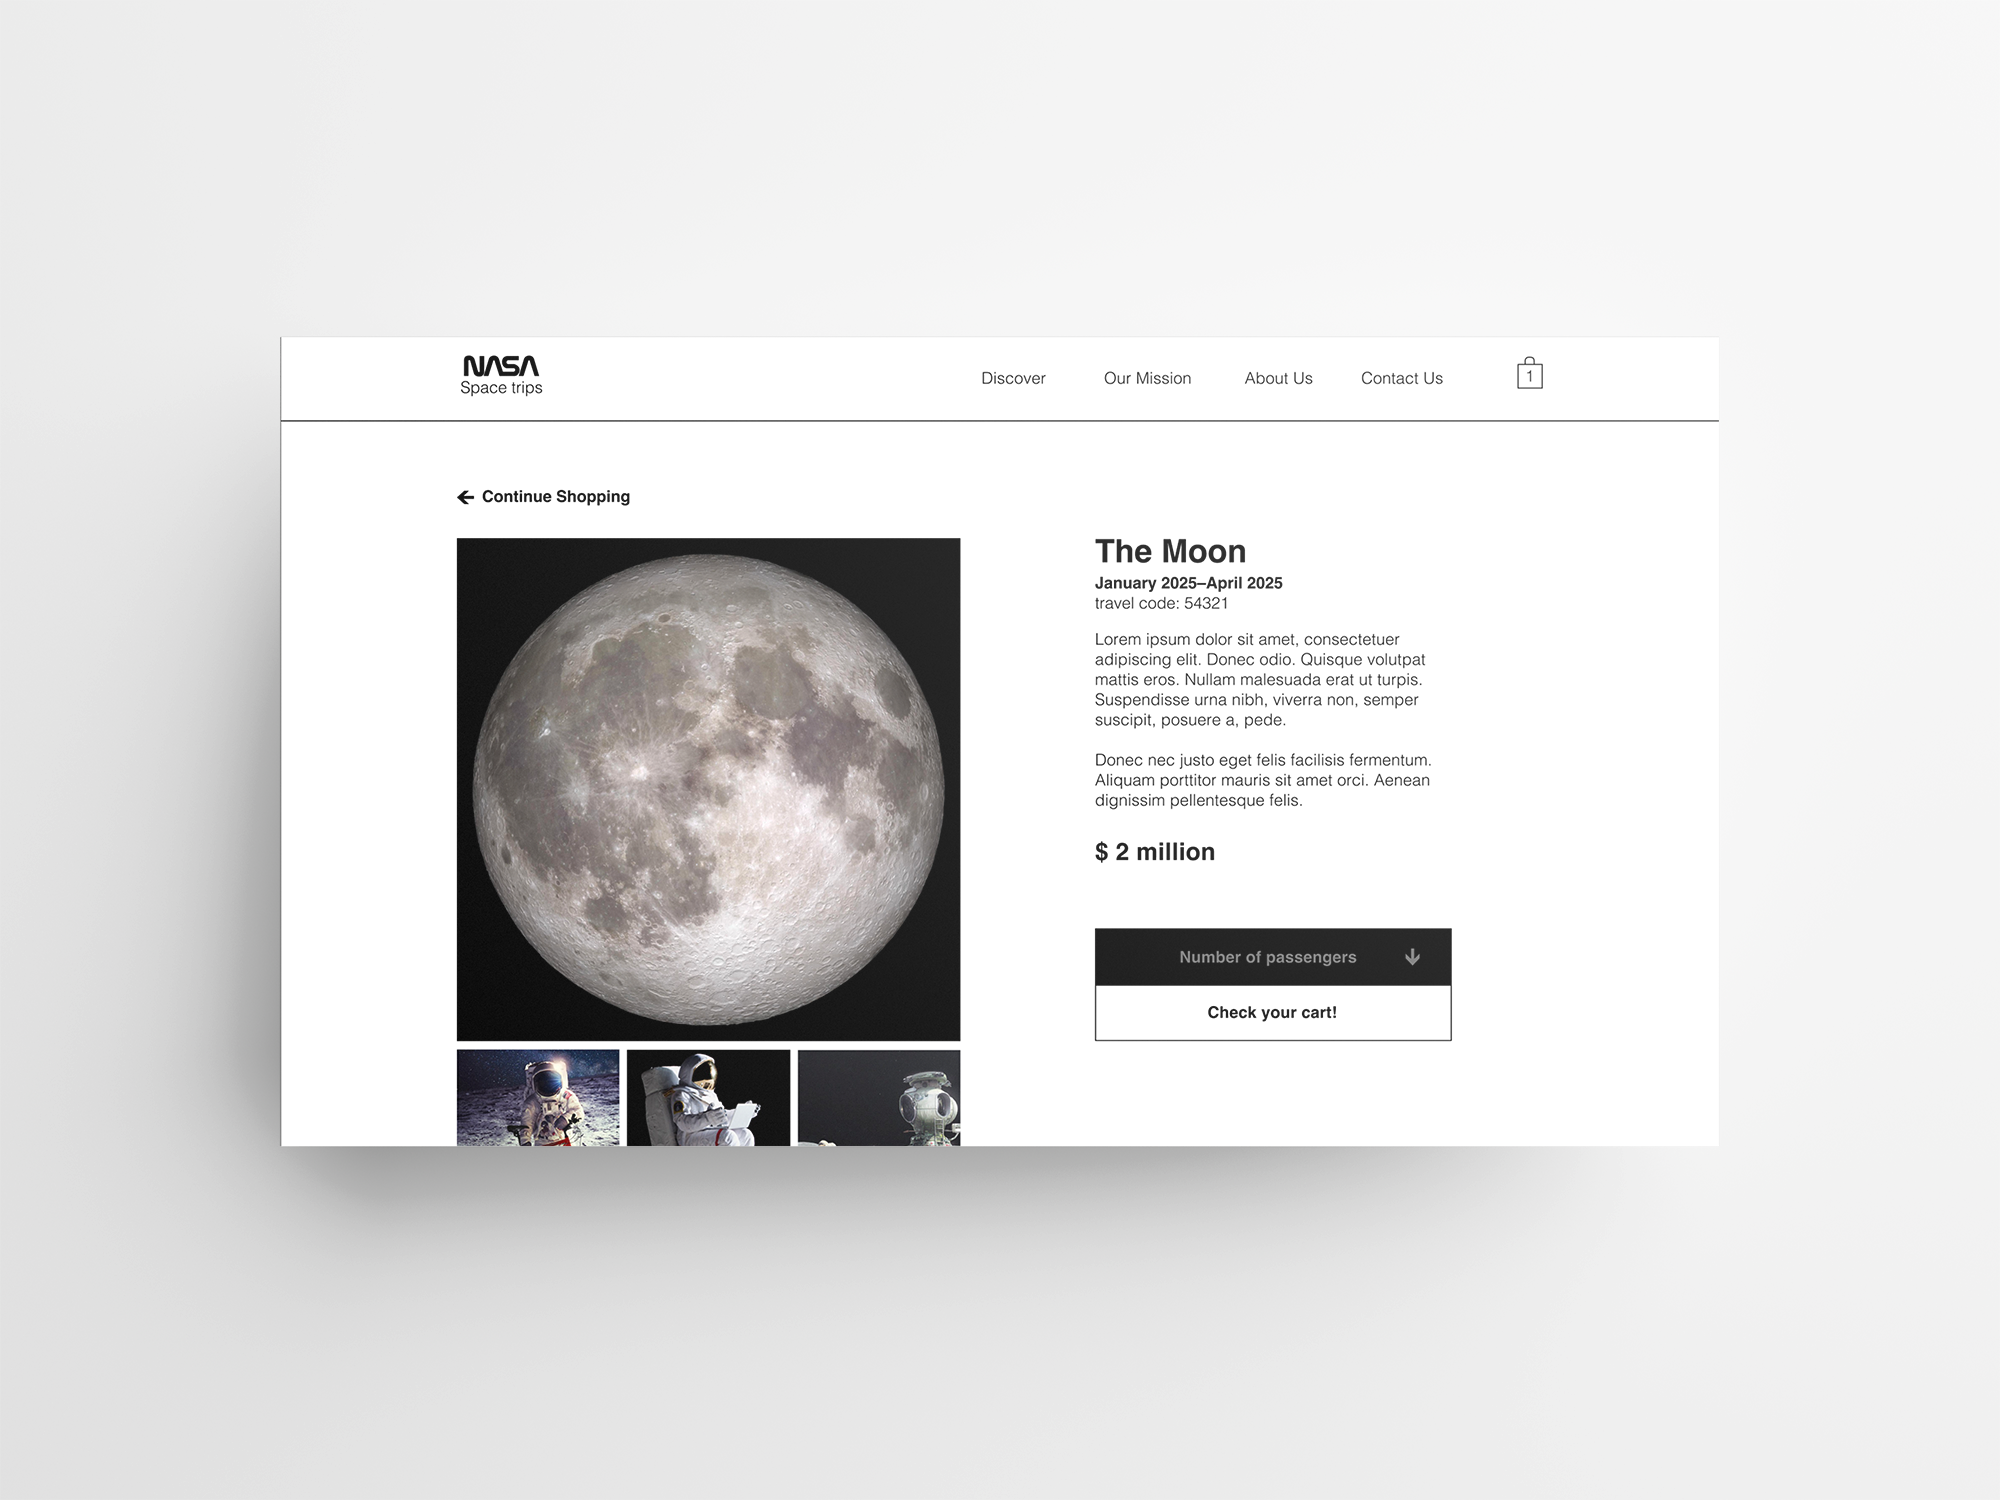 NASA
Space trips
Discover
Our Mission
About Us
Contact Us
1
Continue Shopping
The Moon
January 2025–April 2025
travel code: 54321
Lorem ipsum dolor sit amet, consectetuer
adipiscing elit. Donec odio. Quisque volutpat
mattis eros. Nullam malesuada erat ut turpis.
Suspendisse urna nibh, viverra non, semper
suscipit, posuere a, pede.
Donec nec justo eget felis facilisis fermentum.
Aliquam porttitor mauris sit amet orci. Aenean
dignissim pellentesque felis.
$ 2 million
Number of passengers
Check your cart!